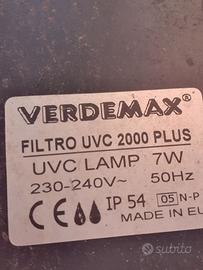 VERDEMAX®
FILTRO UVC 2000 PLUS
UVC LAMP 7W
230-240V~ 50Hz
CE IP 54 05 N-P
MADE IN EU
subito